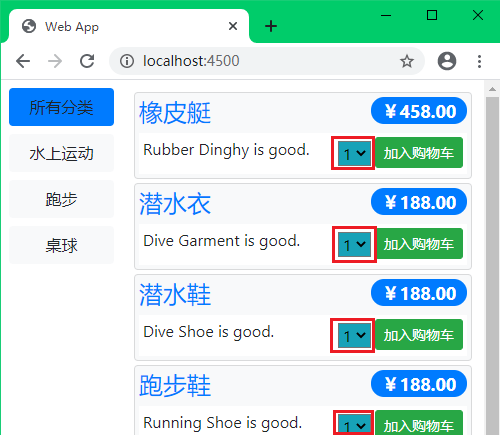 Web App
localhost:4500
所有分类
水上运动
跑步
桌球
橡皮艇
¥458.00
Rubber Dinghy is good.
1
加入购物车
潜水衣
¥188.00
Dive Garment is good.
1
加入购物车
潜水鞋
¥188.00
Dive Shoe is good.
1
加入购物车
跑步鞋
¥188.00
Running Shoe is good.
1
加入购物车